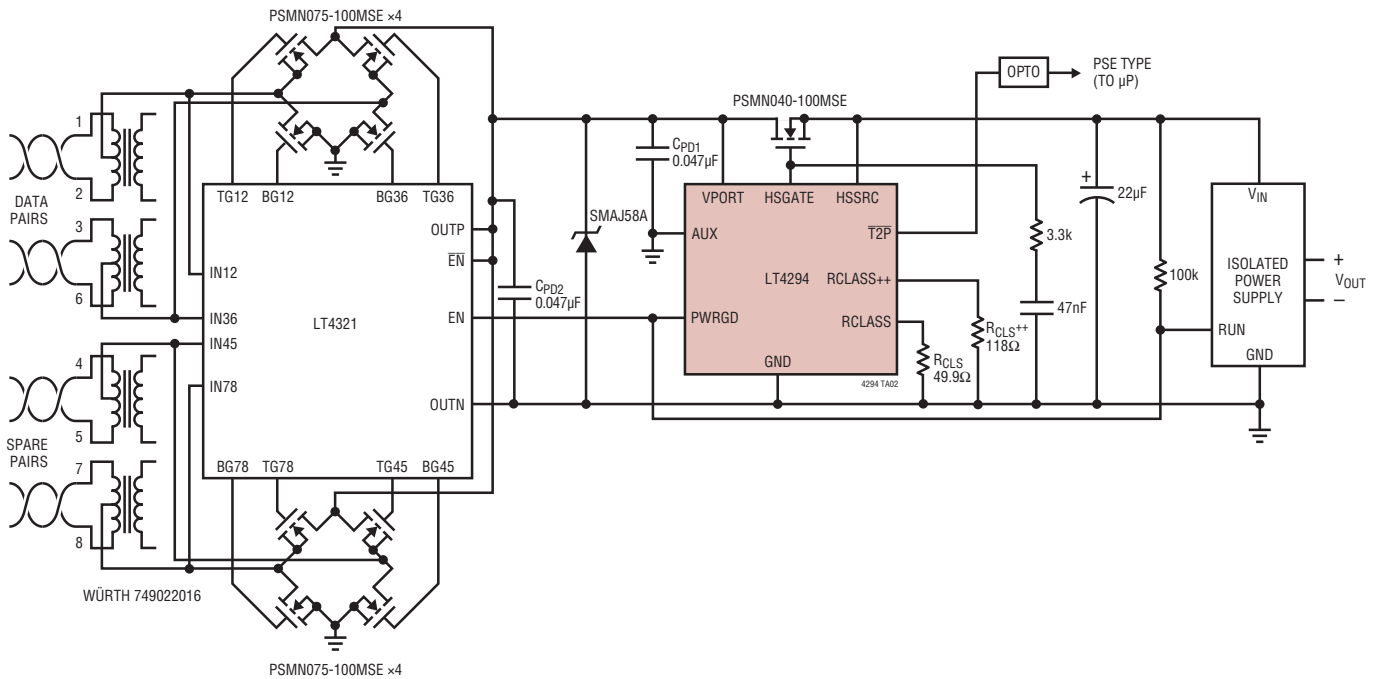 PSMN075-100MSE ×4
OPTO
PSE TYPE
(TO µP)
PSMN040-100MSE
1
2
DATA
PAIRS
3
6
4
5
SPARE
PAIRS
7
8
WÜRTH 749022016
TG12
BG12
BG36
TG36
OUTP
EN
IN12
IN36
LT4321
EN
IN45
IN78
OUTN
BG78
TG78
TG45
BG45
PSMN075-100MSE ×4
CPD2
0.047µF
SMAJ58A
CPD1
0.047µF
VPORT
HSGATE
HSSRC
AUX
T2P
LT4294
RCLASS++
PWRGD
RCLASS
GND
4294 TA02
RCLS
49.9Ω
RCLS++
118Ω
3.3k
47nF
+
22µF
100k
VIN
ISOLATED
POWER
SUPPLY
RUN
GND
+
VOUT
–